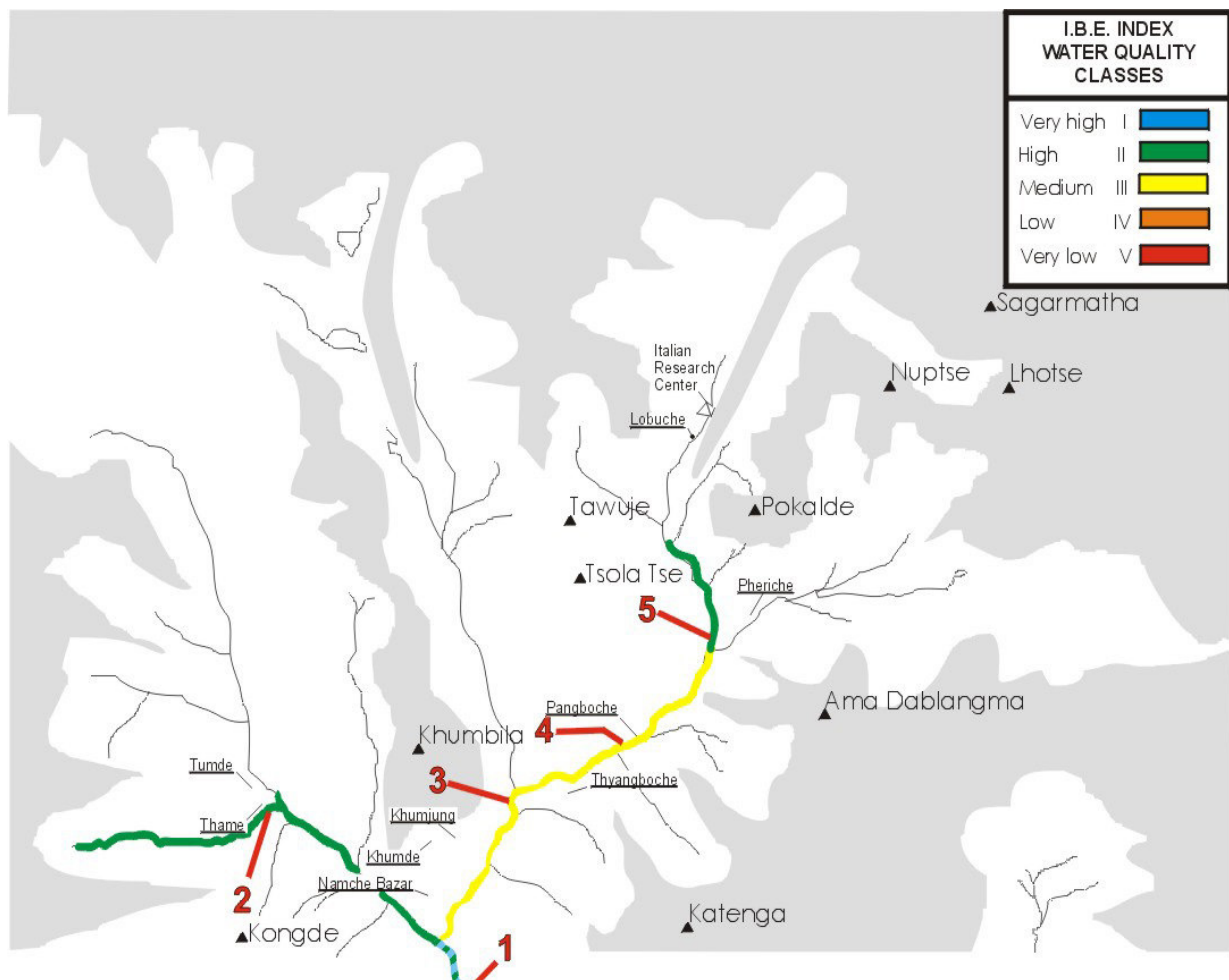 I.B.E. INDEX
WATER QUALITY
CLASSES
Very high I
High II
Medium III
Low IV
Very low V
Sagarmatha
Italian
Research
Center
Nuptse
Lhotse
Lobuche
Tawuje
Pokalde
Tsola Tse
Pheriche
5
Ama Dablangma
Pangboche
4
Khumbila
Tumde
3
Thyangboche
Thame
Khumjung
Khumde
2
Namche Bazar
Katenga
Kongde
1